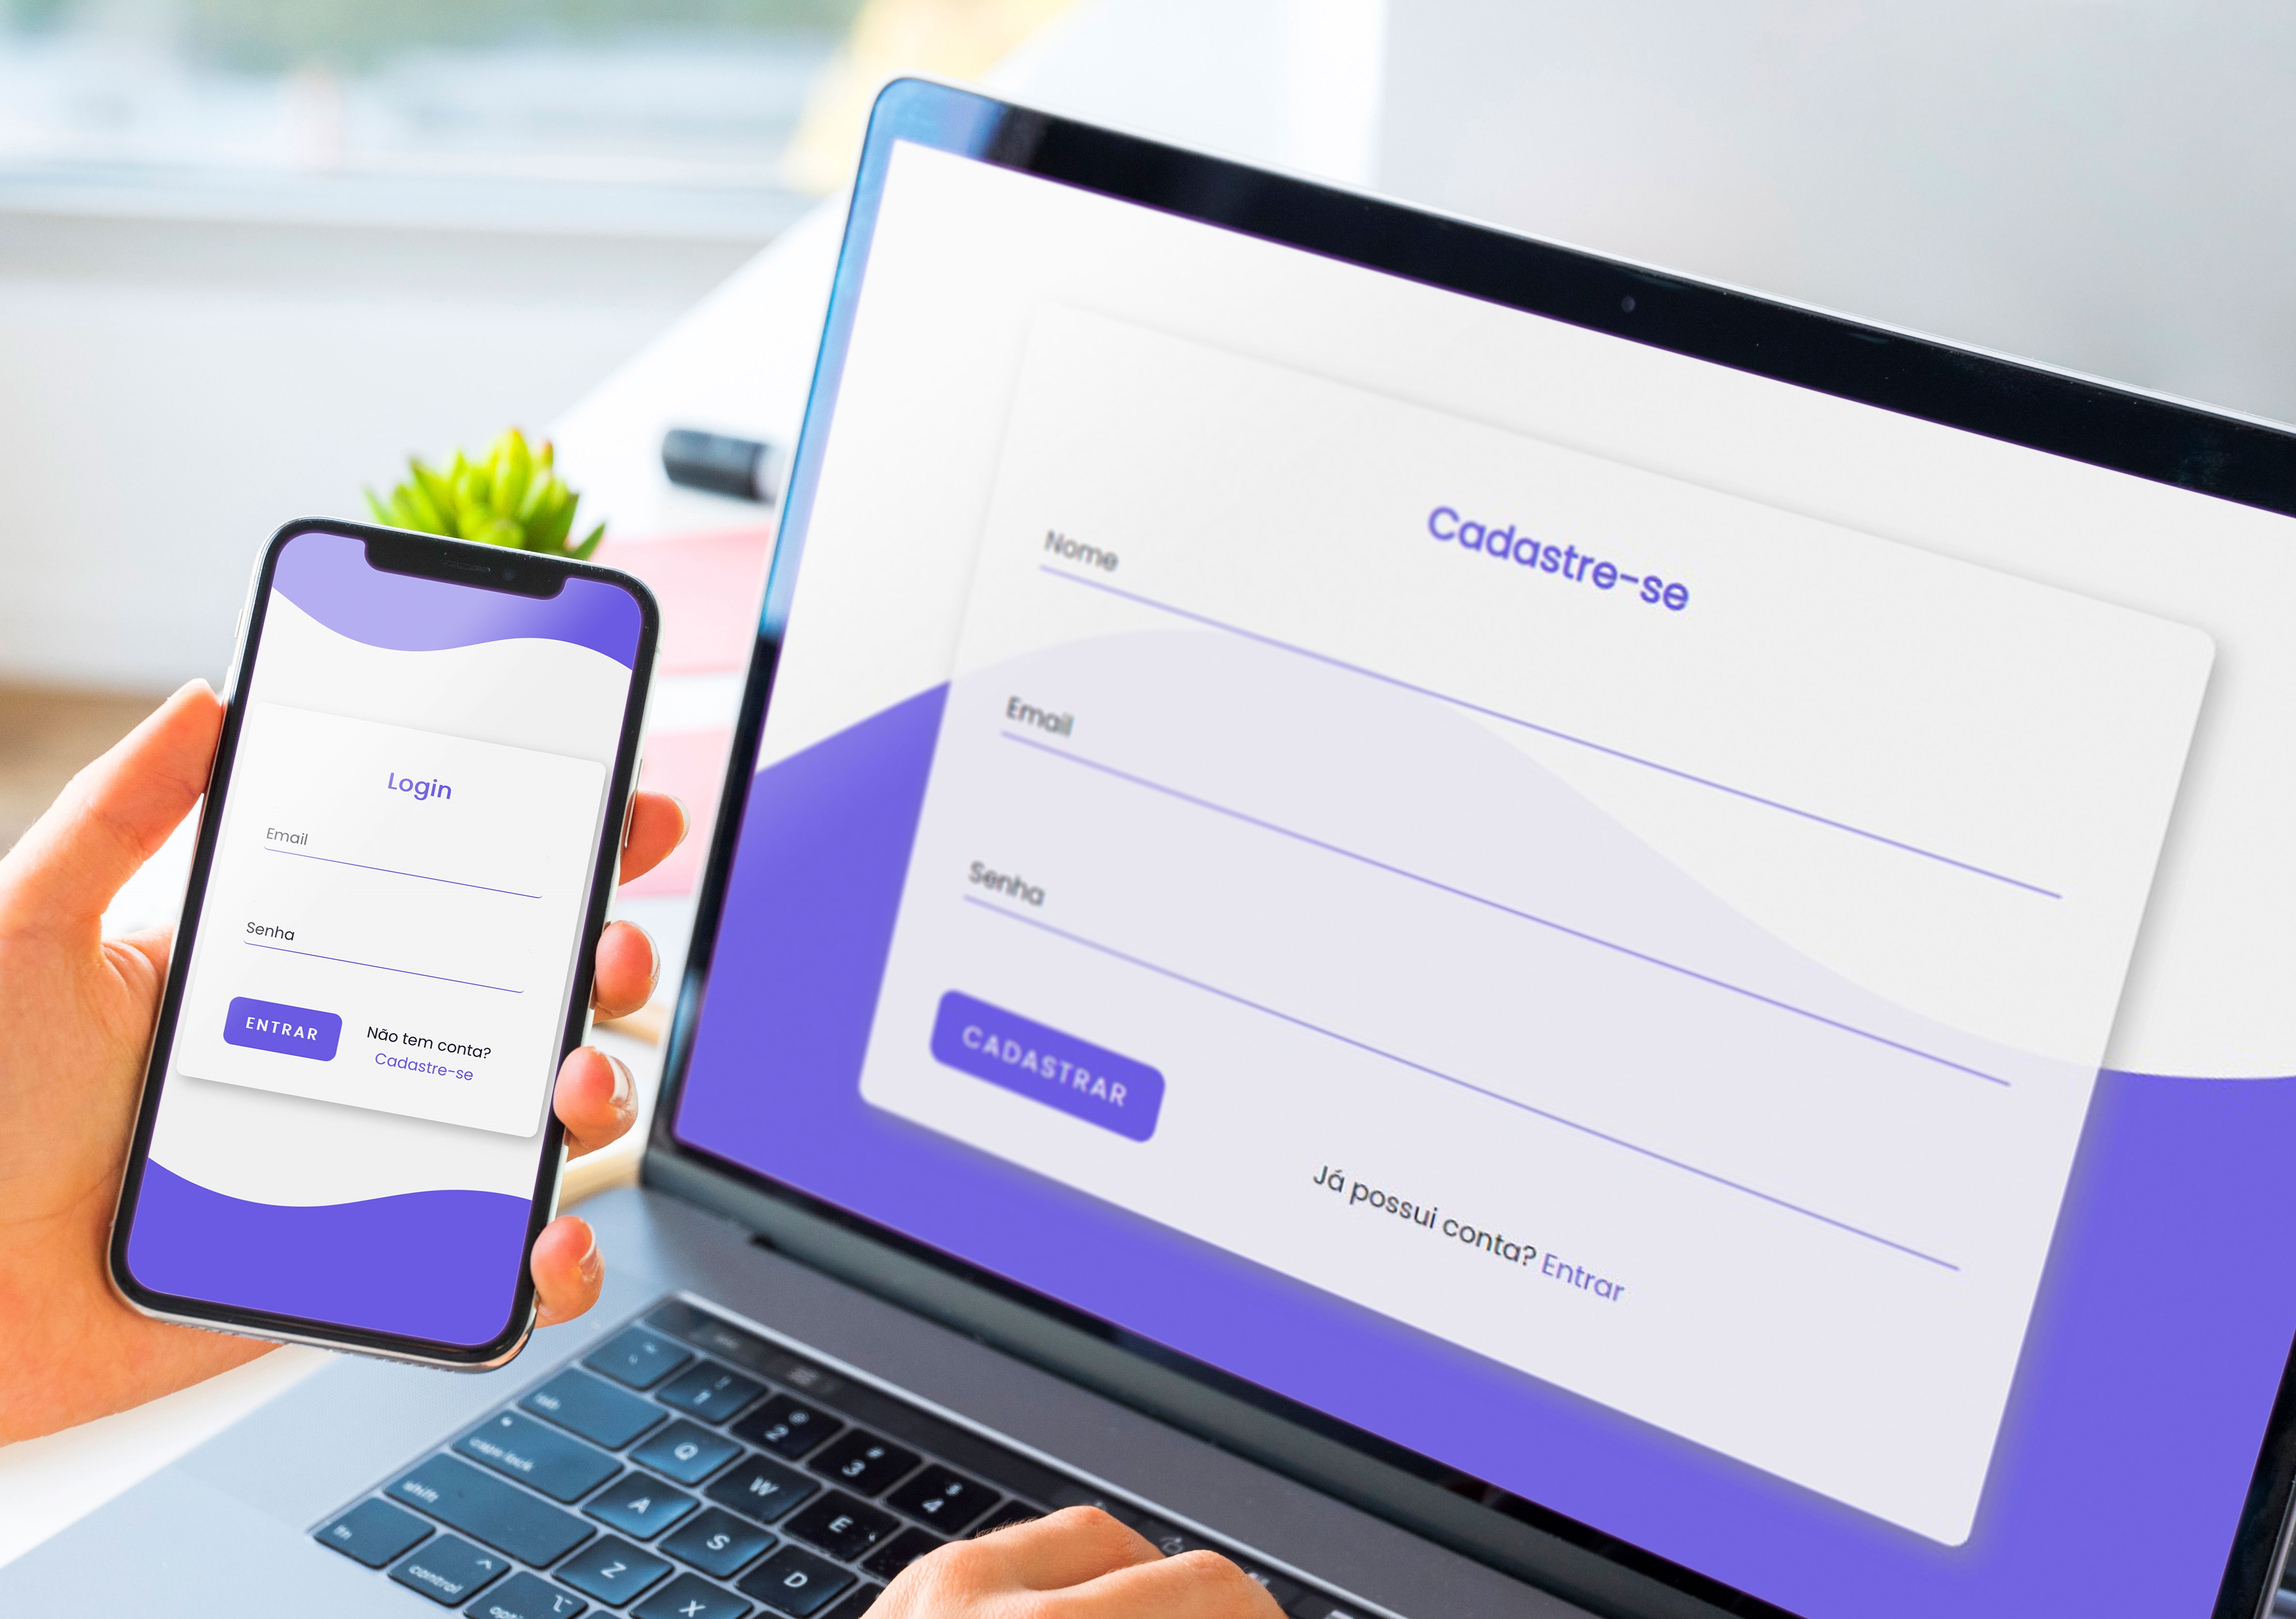 Login
Email
Senha
ENTRAR
Não tem conta?
Cadastre-se
Cadastre-se
Nome
Email
Senha
CADASTRAR
Já possui conta? Entrar
tab
caps lock
shift
fn
control
! 1
@ 2
# 3
$ 4
Q
W
E
A
S
D
Z
X